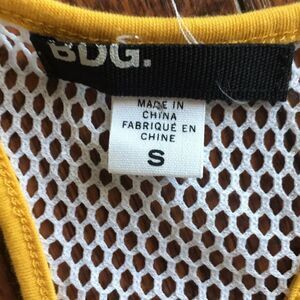 BDG.
MADE IN
CHINA
FABRIQUÉ EN
CHINE
S